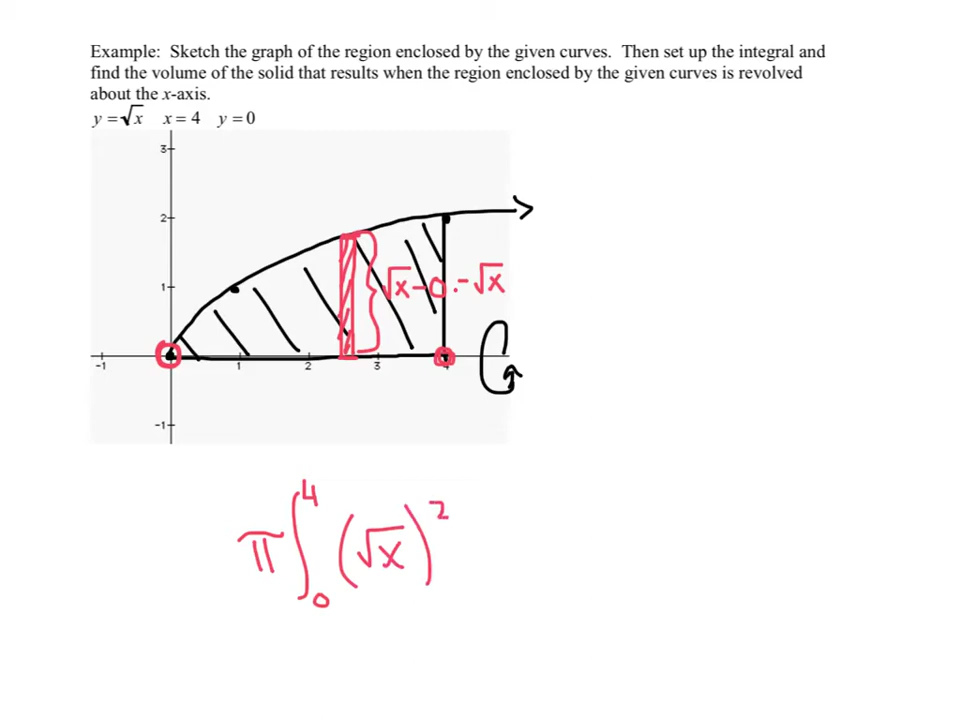 Example: Sketch the graph of the region enclosed by the given curves. Then set up the integral and
find the volume of the solid that results when the region enclosed by the given curves is revolved
about the x-axis.
y = √x x = 4 y = 0
3
2
1
√x - 0 = √x
-1 1 2 3 4
-1
π∫₀⁴ (√x)²